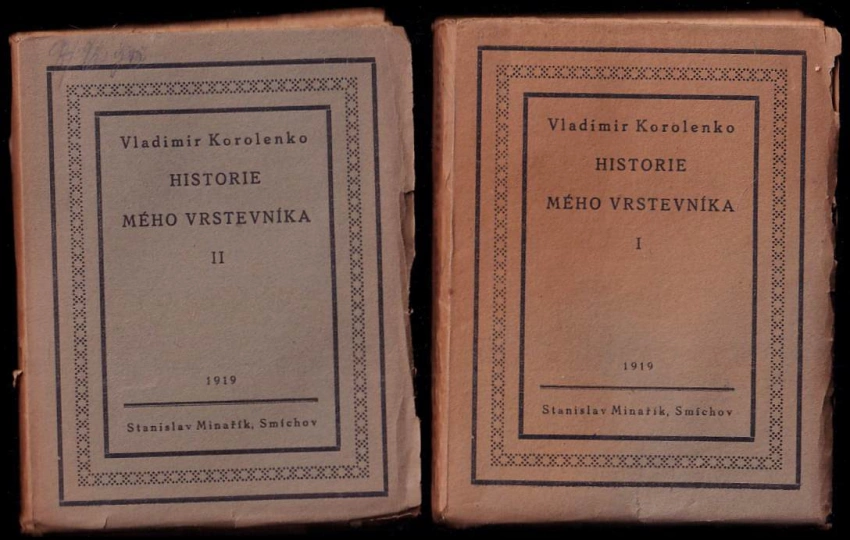 Vladimir Korolenko
HISTORIE
MÉHO VRSTEVNÍKA
II
1919
Stanislav Minařík, Smíchov
Vladimir Korolenko
HISTORIE
MÉHO VRSTEVNÍKA
I
1919
Stanislav Minařík, Smíchov